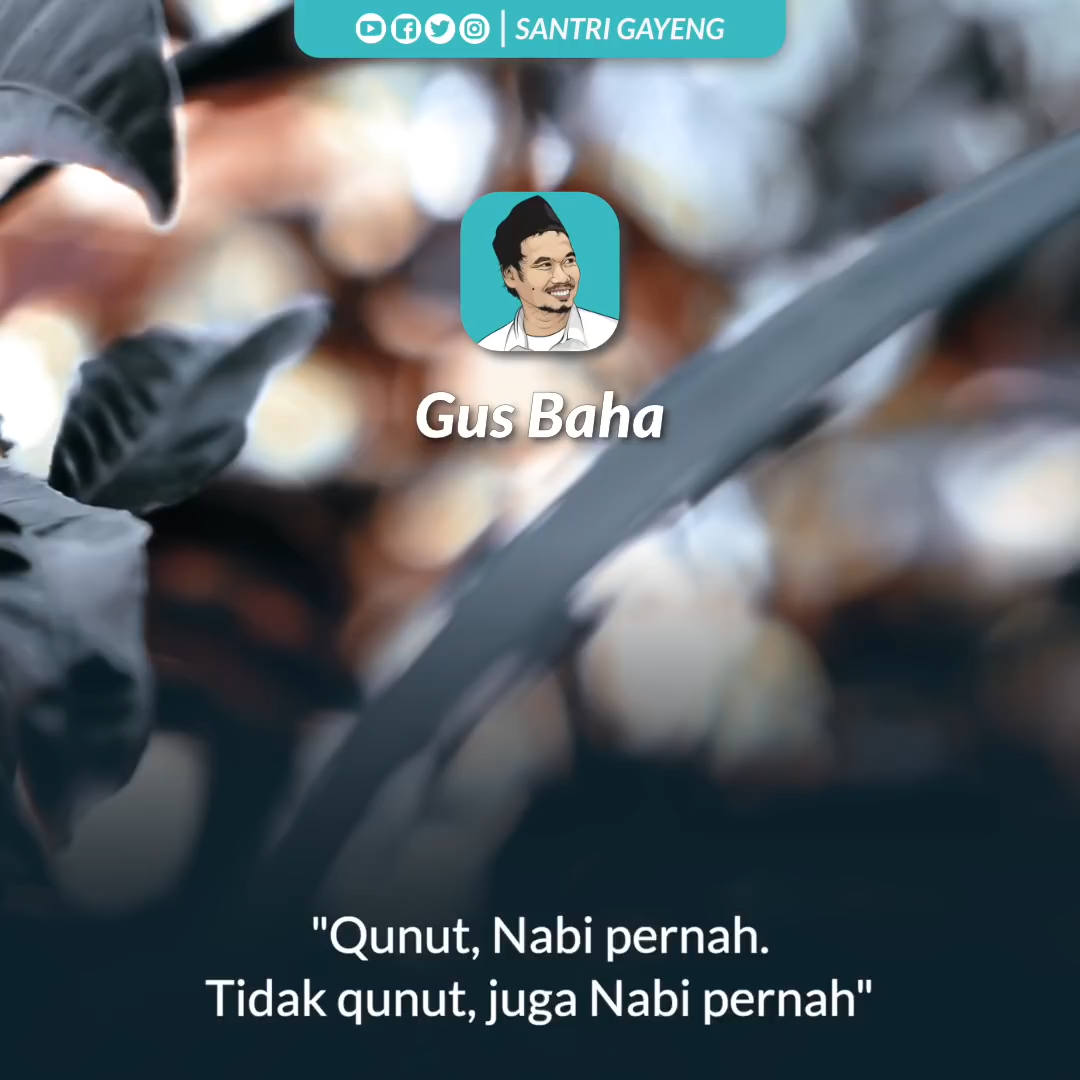 | SANTRI GAYENG
Gus Baha
"Qunut, Nabi pernah.
Tidak qunut, juga Nabi pernah"